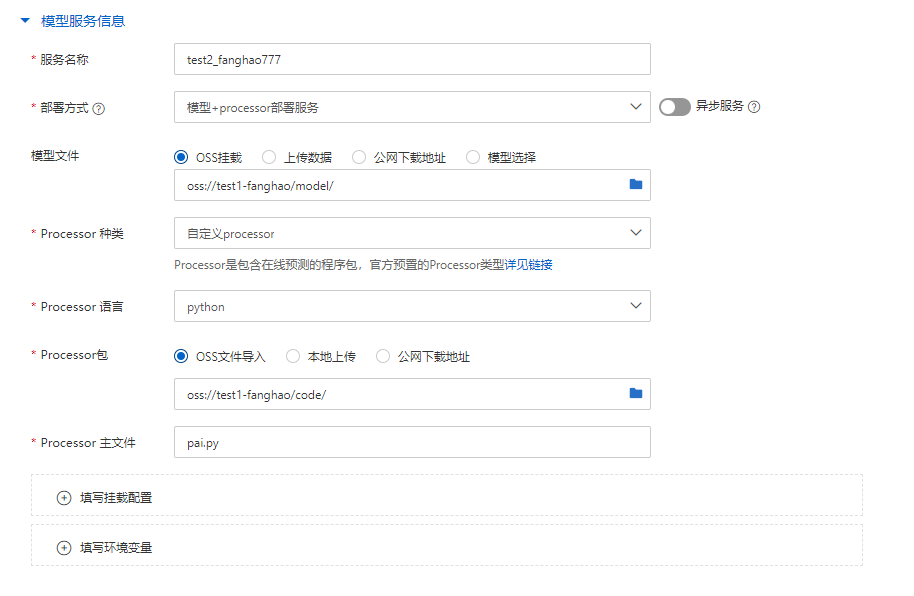 模型服务信息
* 服务名称
test2_fanghao777
* 部署方式 ?
模型+processor部署服务
异步服务 ?
模型文件
OSS挂载 上传数据 公网下载地址 模型选择
oss://test1-fanghao/model/
* Processor 种类
自定义processor
Processor是包含在线预测的程序包，官方预置的Processor类型详见链接
* Processor 语言
python
* Processor包
OSS文件导入 本地上传 公网下载地址
oss://test1-fanghao/code/
* Processor 主文件
pai.py
填写挂载配置
填写环境变量